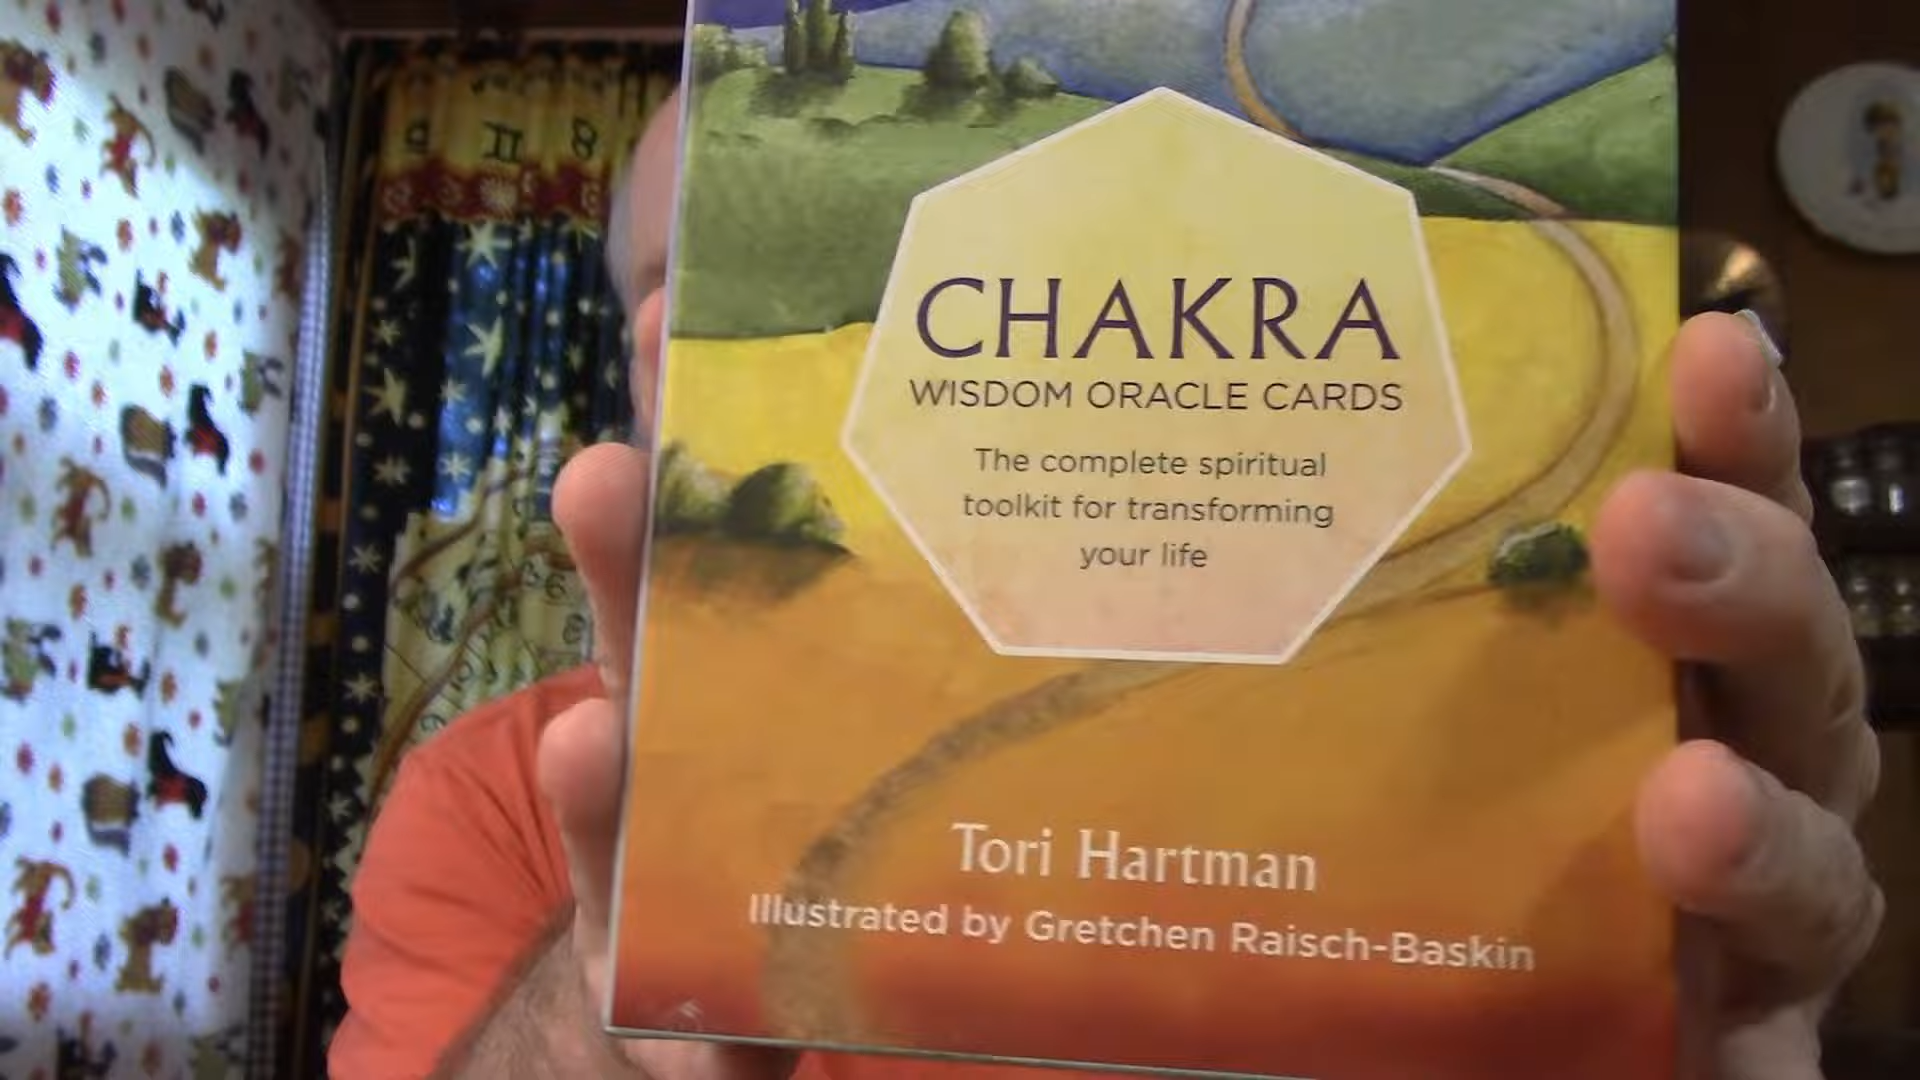 CHAKRA
WISDOM ORACLE CARDS
The complete spiritual
toolkit for transforming
your life
Tori Hartman
Illustrated by Gretchen Raisch-Baskin